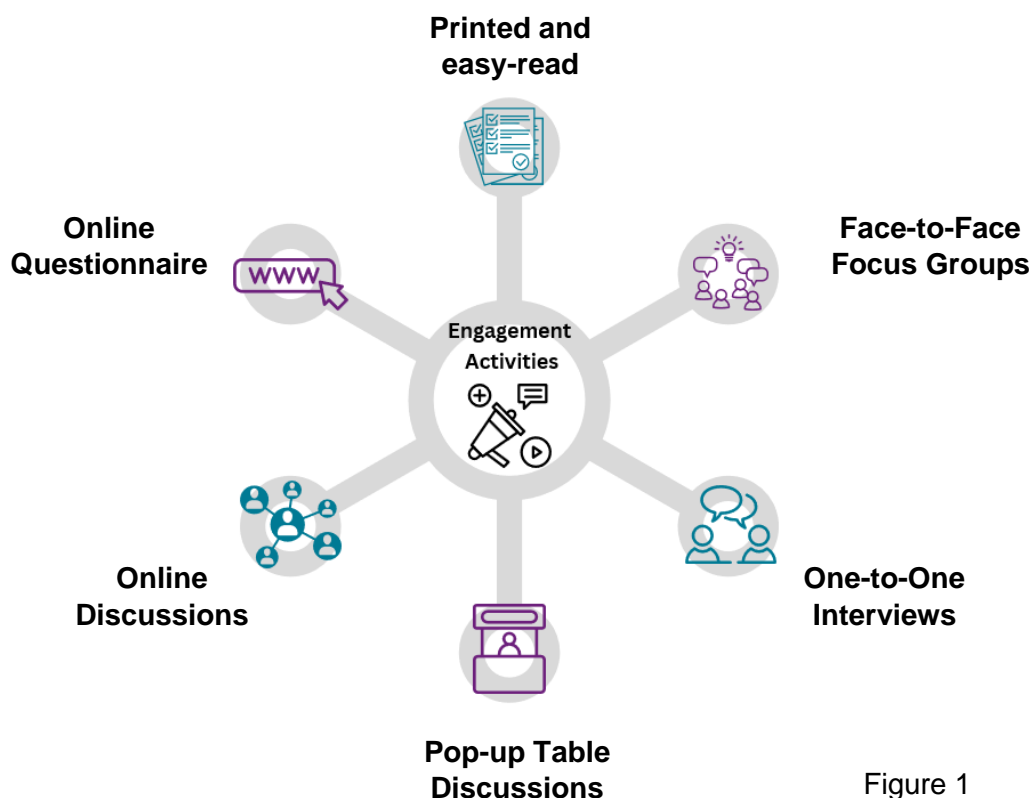 Printed and
easy-read
Online
Questionnaire
WWW
Face-to-Face
Focus Groups
Engagement
Activities
Online
Discussions
One-to-One
Interviews
Pop-up Table
Discussions
Figure 1